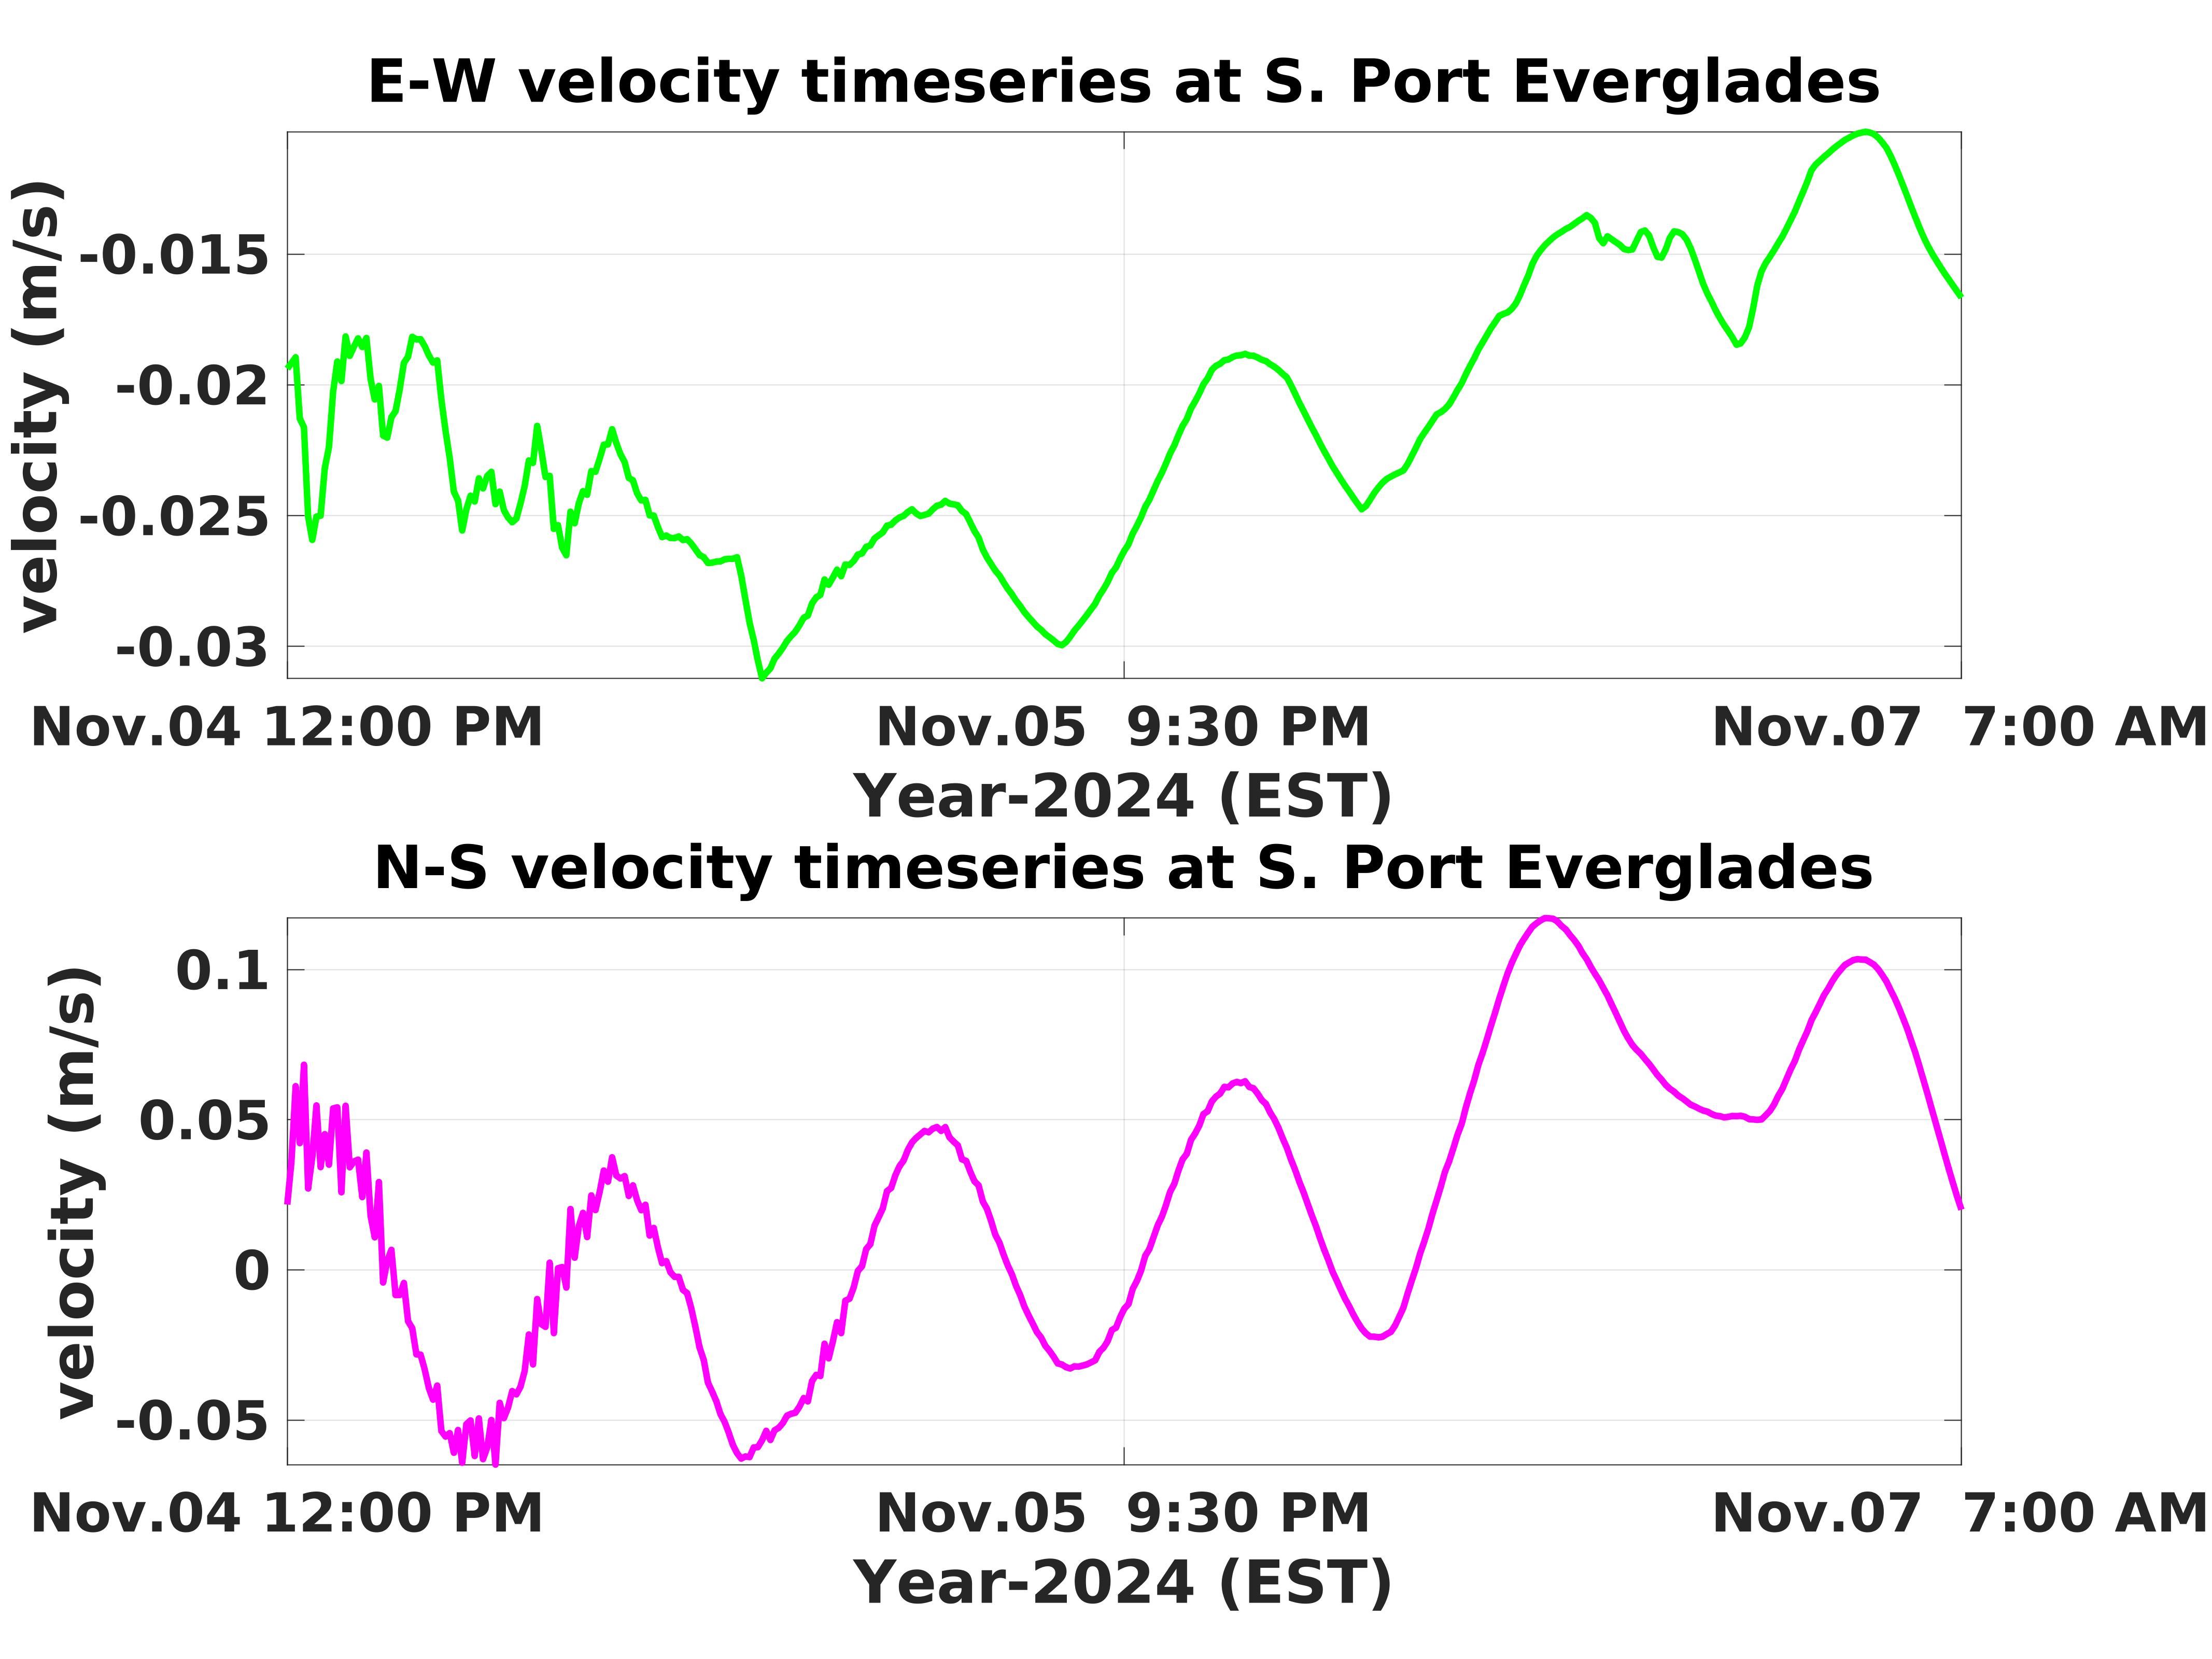 E-W velocity timeseries at S. Port Everglades
velocity (m/s)
-0.015
-0.02
-0.025
-0.03
Nov.04 12:00 PM Nov.05 9:30 PM Nov.07 7:00 AM
Year-2024 (EST)
N-S velocity timeseries at S. Port Everglades
velocity (m/s)
0.1
0.05
0
-0.05
Nov.04 12:00 PM Nov.05 9:30 PM Nov.07 7:00 AM
Year-2024 (EST)